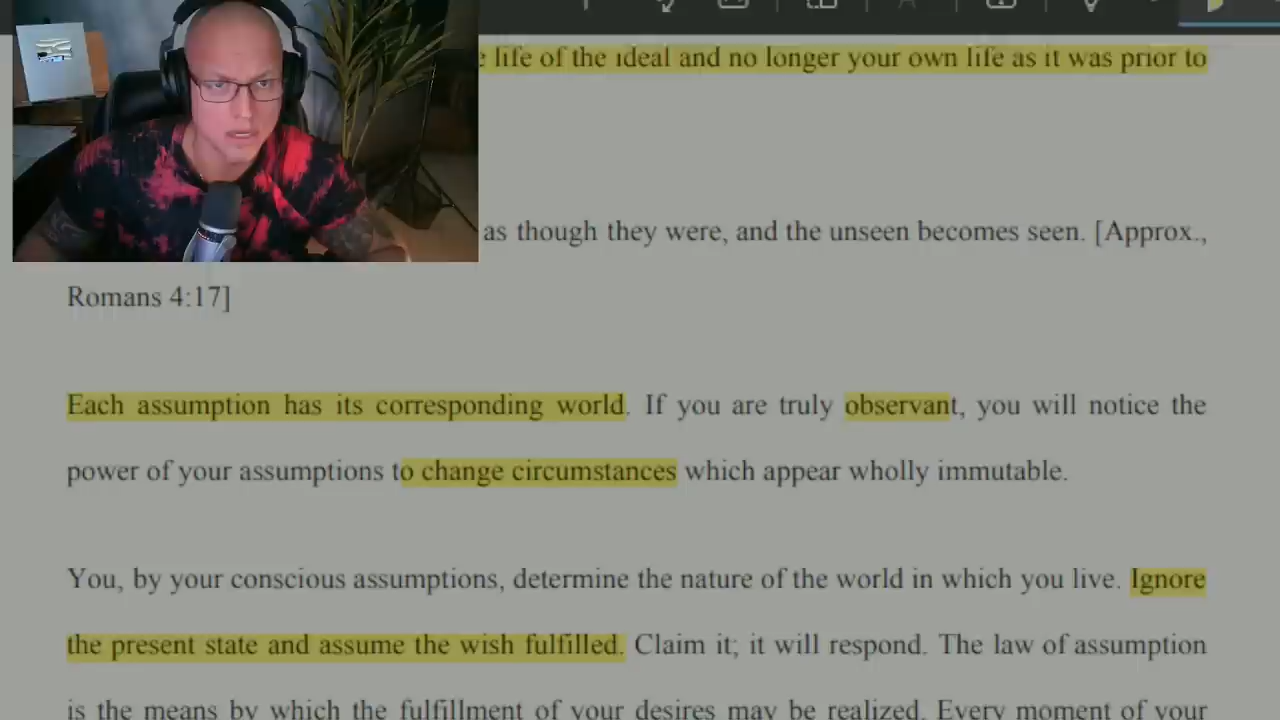 life of the ideal and no longer your own life as it was prior to
as though they were, and the unseen becomes seen. [Approx.,
Romans 4:17]
Each assumption has its corresponding world. If you are truly observant, you will notice the
power of your assumptions to change circumstances which appear wholly immutable.
You, by your conscious assumptions, determine the nature of the world in which you live. Ignore
the present state and assume the wish fulfilled. Claim it; it will respond. The law of assumption
is the means by which the fulfillment of your desires may be realized. Every moment of your